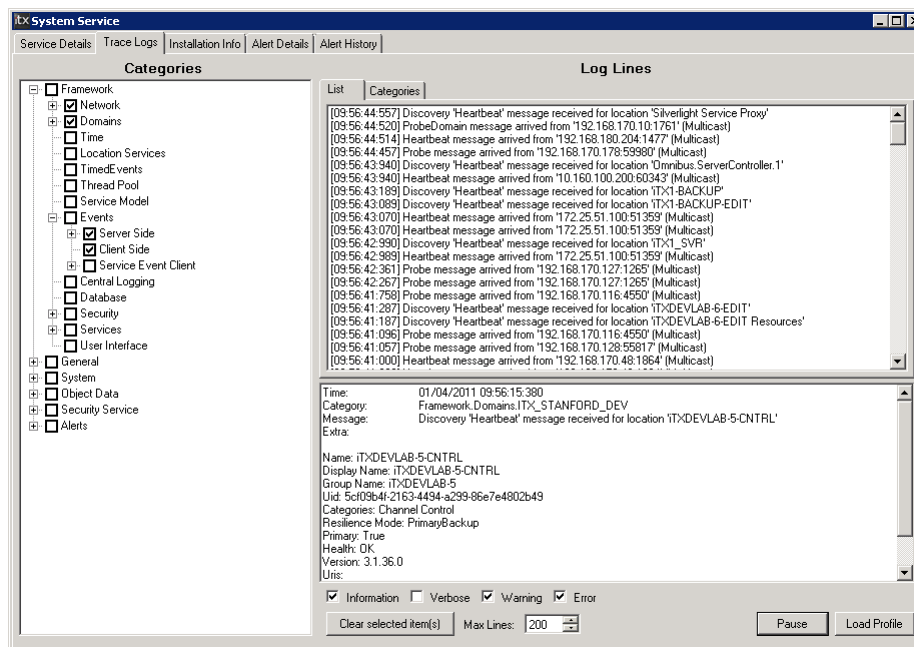 itx System Service
Service Details Trace Logs Installation Info Alert Details Alert History
Categories
Framework
Network
Domains
Time
Location Services
TimedEvents
Thread Pool
Service Model
Events
Server Side
Client Side
Service Event Client
Central Logging
Database
Security
Services
User Interface
General
System
Object Data
Security Service
Alerts
Log Lines
List Categories
[09:56:44:557] Discovery 'Heartbeat' message received for location 'Silverlight Service Proxy'
[09:56:44:520] ProbeDomain message arrived from '192.168.170.10:1761' (Multicast)
[09:56:44:514] Heartbeat message arrived from '192.168.180.204:1477' (Multicast)
[09:56:44:457] Probe message arrived from '192.168.170.178:59980' (Multicast)
[09:56:43:940] Discovery 'Heartbeat' message received for location 'Omnibus.ServerController.1'
[09:56:43:940] Heartbeat message arrived from '10.160.100.200:60343' (Multicast)
[09:56:43:189] Discovery 'Heartbeat' message received for location 'iTX1-BACKUP'
[09:56:43:089] Discovery 'Heartbeat' message received for location 'iTX1-BACKUP-EDIT'
[09:56:43:070] Heartbeat message arrived from '172.25.51.100:51359' (Multicast)
[09:56:43:070] Heartbeat message arrived from '172.25.51.100:51359' (Multicast)
[09:56:42:990] Discovery 'Heartbeat' message received for location 'iTX1_SVR'
[09:56:42:989] Heartbeat message arrived from '172.25.51.100:51359' (Multicast)
[09:56:42:361] Probe message arrived from '192.168.170.127:1265' (Multicast)
[09:56:42:267] Probe message arrived from '192.168.170.127:1265' (Multicast)
[09:56:41:758] Probe message arrived from '192.168.170.116:4550' (Multicast)
[09:56:41:287] Discovery 'Heartbeat' message received for location 'iTXDEVLAB-6-EDIT'
[09:56:41:187] Discovery 'Heartbeat' message received for location 'iTXDEVLAB-6-EDIT Resources'
[09:56:41:096] Probe message arrived from '192.168.170.116:4550' (Multicast)
[09:56:41:057] Probe message arrived from '192.168.170.128:55817' (Multicast)
[09:56:41:000] Heartbeat message arrived from '192.168.170.48:1864' (Multicast)
Time: 01/04/2011 09:56:15:380
Category: Framework.Domains.ITX_STANFORD_DEV
Message: Discovery 'Heartbeat' message received for location 'iTXDEVLAB-5-CNTRL'
Extra:
Name: iTXDEVLAB-5-CNTRL
Display Name: iTXDEVLAB-5-CNTRL
Group Name: iTXDEVLAB-5
Uid: 5cf09b4f-2163-4494-a299-86e7e4802b49
Categories: Channel Control
Resilience Mode: PrimaryBackup
Primary: True
Health: OK
Version: 3.1.36.0
Uris:
Information Verbose Warning Error
Clear selected item(s) Max Lines: 200 Pause Load Profile